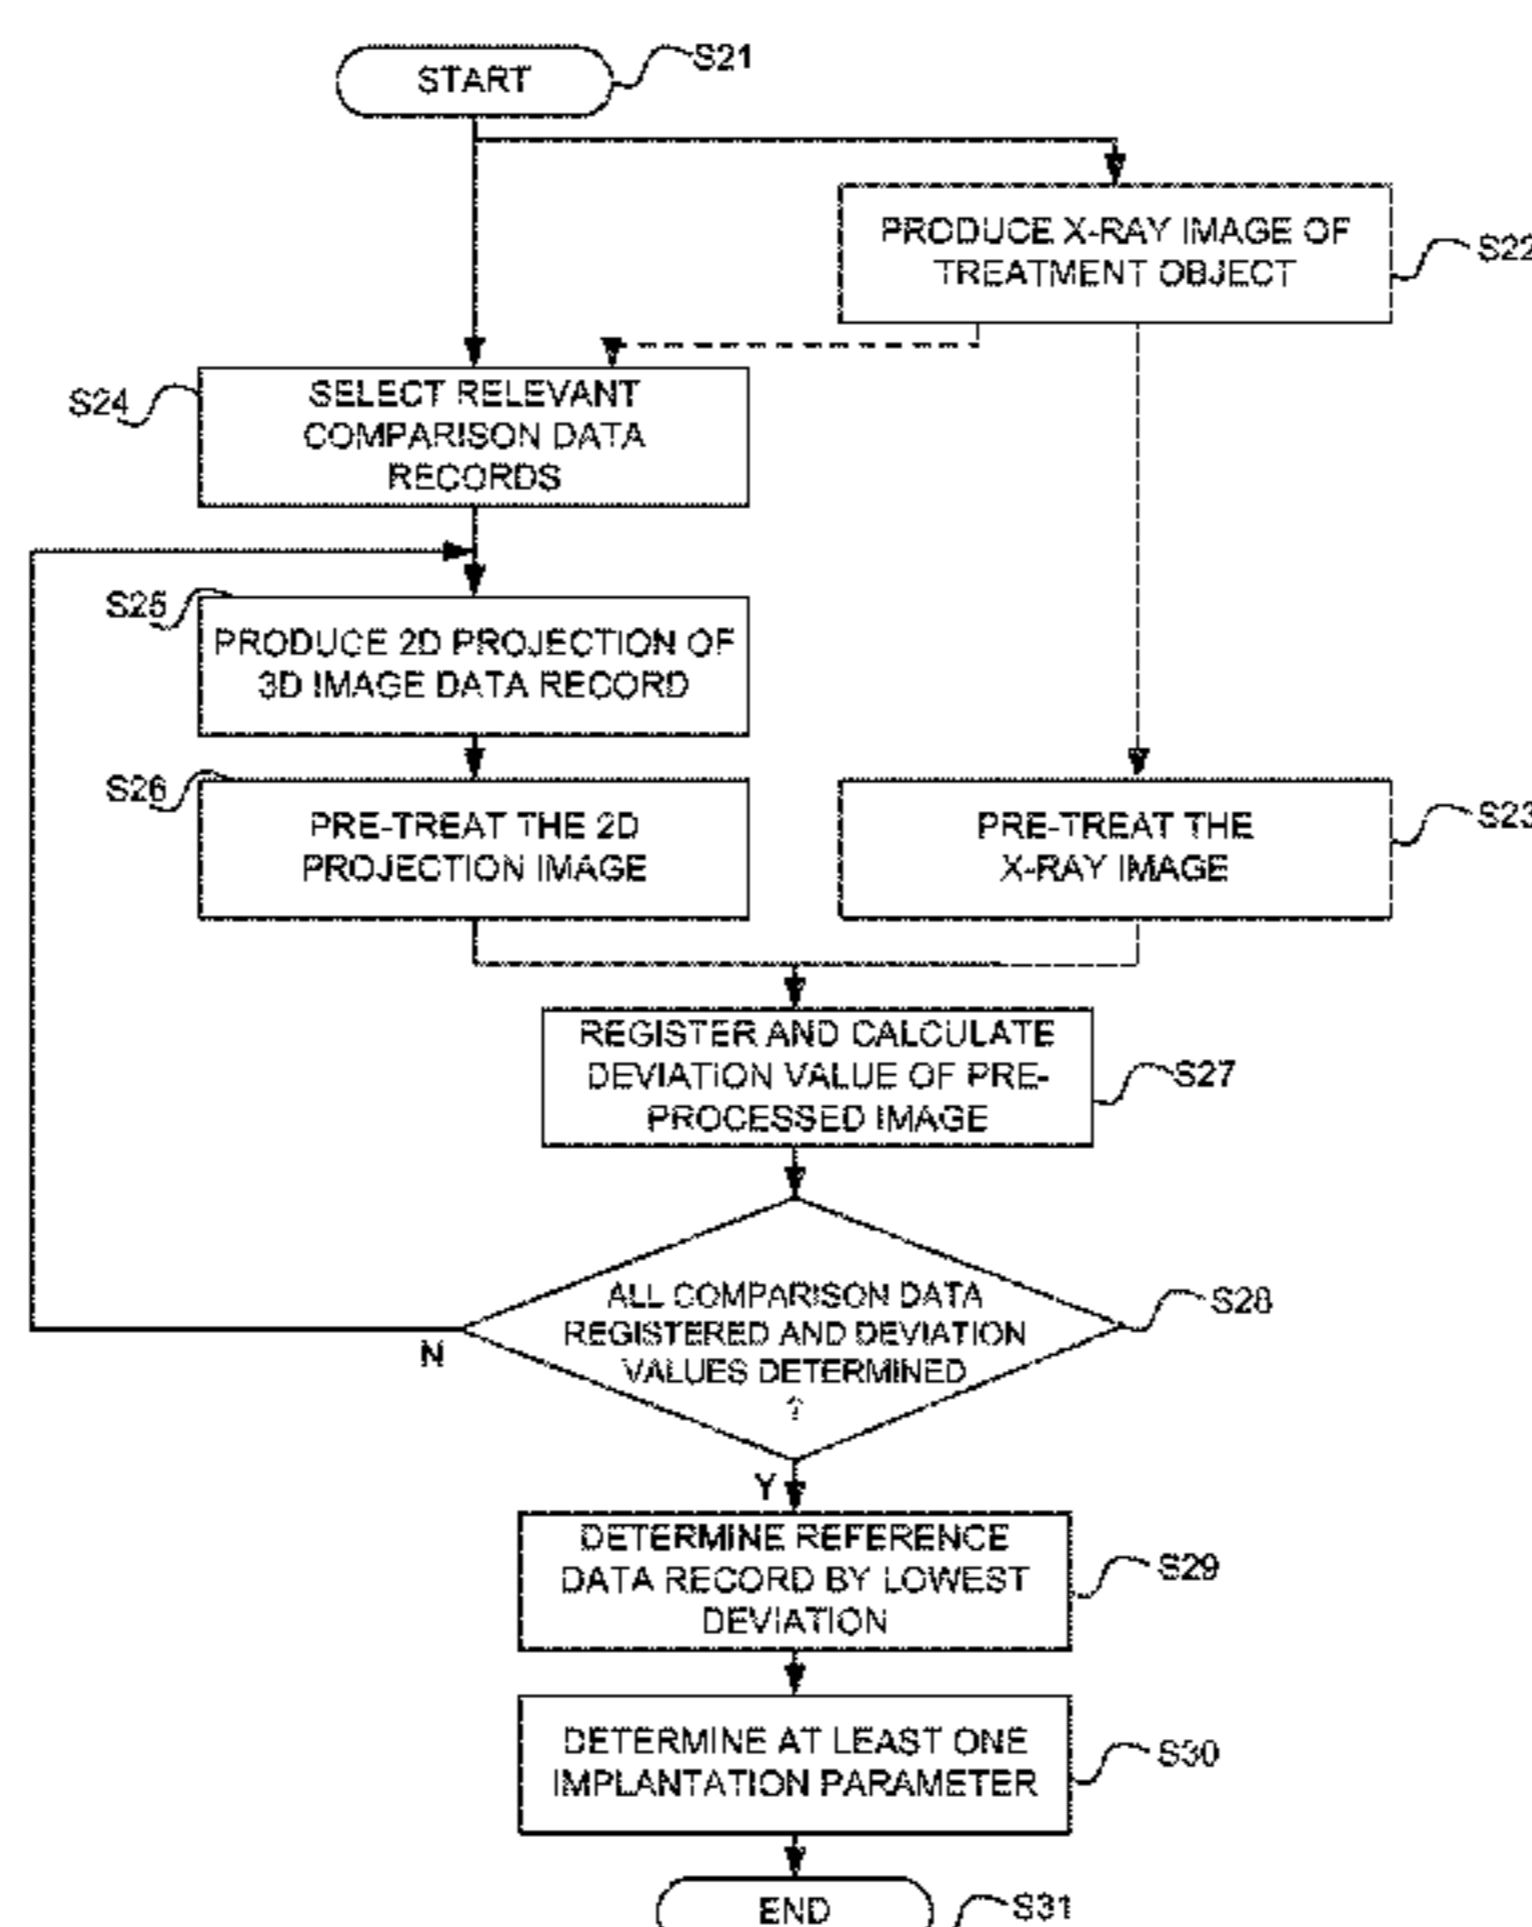 START
S21
PRODUCE X-RAY IMAGE OF
TREATMENT OBJECT
S22
S24
SELECT RELEVANT
COMPARISON DATA
RECORDS
S25
PRODUCE 2D PROJECTION OF
3D IMAGE DATA RECORD
S26
PRE-TREAT THE 2D
PROJECTION IMAGE
PRE-TREAT THE
X-RAY IMAGE
S23
REGISTER AND CALCULATE
DEVIATION VALUE OF PRE-
PROCESSED IMAGE
S27
ALL COMPARISON DATA
REGISTERED AND DEVIATION
VALUES DETERMINED
?
S28
N
Y
DETERMINE REFERENCE
DATA RECORD BY LOWEST
DEVIATION
S29
DETERMINE AT LEAST ONE
IMPLANTATION PARAMETER
S30
END
S31